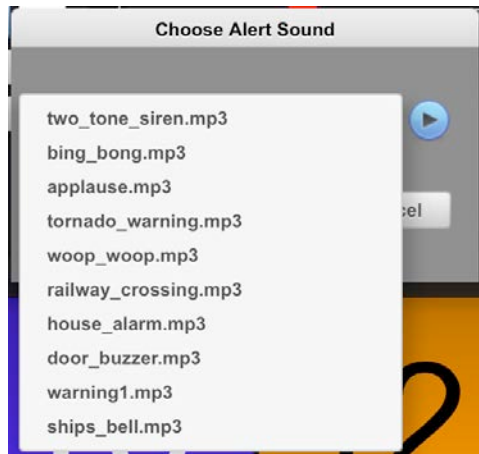 Choose Alert Sound
two_tone_siren.mp3
bing_bong.mp3
applause.mp3
tornado_warning.mp3
cel
woop_woop.mp3
railway_crossing.mp3
house_alarm.mp3
door_buzzer.mp3
warning1.mp3
ships_bell.mp3